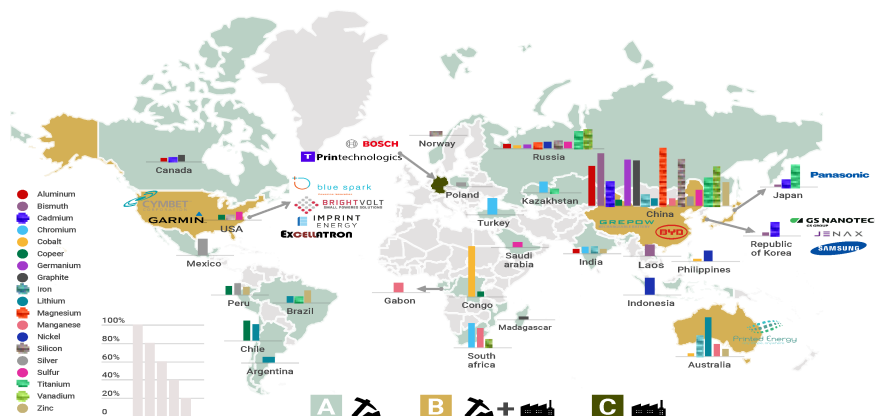 BOSCH
Printechnologics
blue spark
BRIGHTVOLT
SMALL POWERED SOLUTIONS
IMPRINT
ENERGY
EXCELLATRON
CYMBET
GARMIN
USA
Canada
Mexico
Norway
Poland
Russia
Kazakhstan
Turkey
China
GREPOW
BYD
Japan
Panasonic
Republic
of Korea
GS NANOTEC
GS GROUP
JENAX
SAMSUNG
Saudi
arabia
India
Laos
Philippines
Indonesia
Gabon
Congo
Madagascar
South
africa
Peru
Brazil
Chile
Argentina
Australia
Printed Energy
Aluminum
Bismuth
Cadmium
Chromium
Cobalt
Copeer
Germanium
Graphite
Iron
Lithium
Magnesium
Manganese
Nickel
Silicon
Silver
Sulfur
Titanium
Vanadium
Zinc
100%
80%
60%
40%
20%
0
A
B
+
C